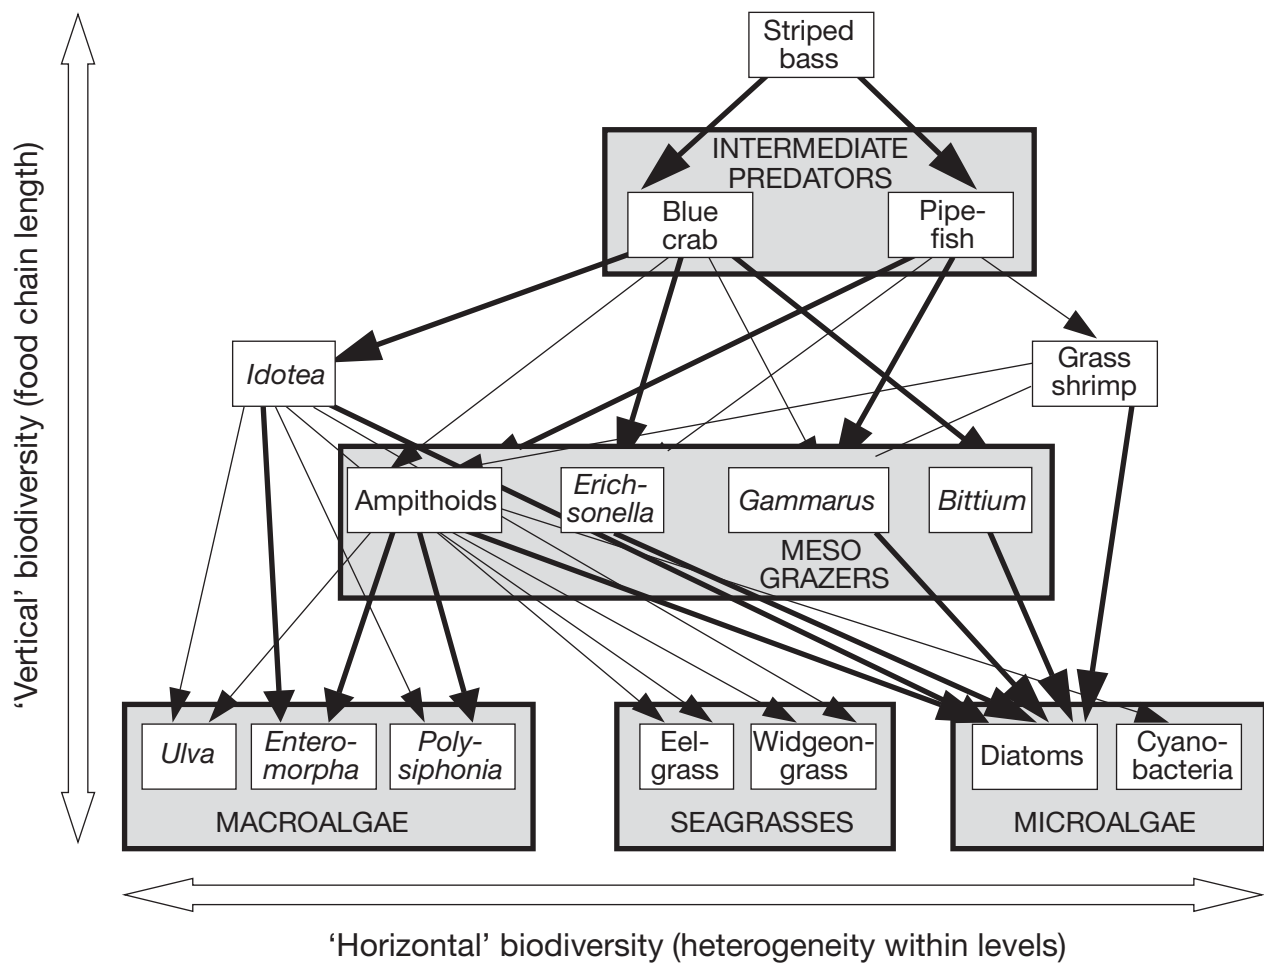 Striped
bass
INTERMEDIATE
PREDATORS
Blue
crab
Pipe-
fish
Idotea
Grass
shrimp
Ampithoids
Erich-
sonella
Gammarus
Bittium
MESO
GRAZERS
Ulva
Entero-
morpha
Poly-
siphonia
MACROALGAE
Eel-
grass
Widgeon-
grass
SEAGRASSES
Diatoms
Cyano-
bacteria
MICROALGAE
‘Vertical’ biodiversity (food chain length)
‘Horizontal’ biodiversity (heterogeneity within levels)